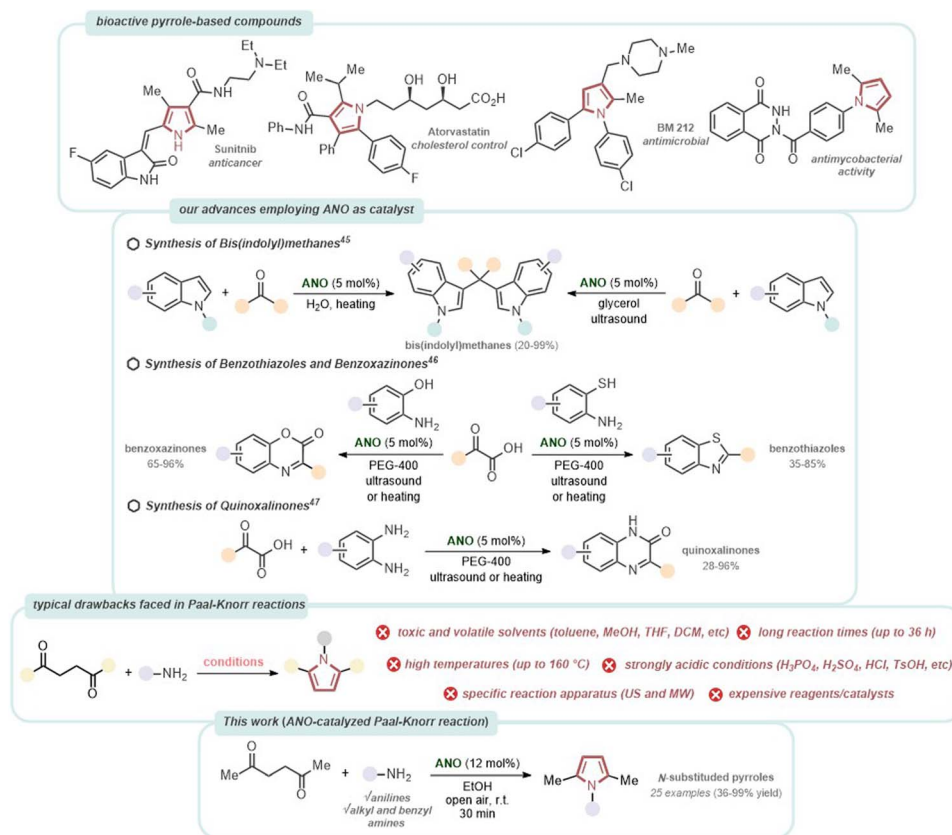 bioactive pyrrole-based compounds
Et
N
Et
O
NH
Me
Me
N
H
F
O
NH
Sunitnib
anticancer
Me
Me
OH
OH
CO₂H
O
N
Ph
NH
Ph
F
Atorvastatin
cholesterol control
N
Me
N
Me
N
Cl
Cl
BM 212
antimicrobial
O
NH
N
O
O
Me
N
Me
antimycobacterial
activity
our advances employing ANO as catalyst
Synthesis of Bis(indolyl)methanes⁴⁵
N
+
O
ANO (5 mol%)
H₂O, heating
N
N
ANO (5 mol%)
glycerol
ultrasound
O
+
N
bis(indolyl)methanes (20-99%)
Synthesis of Benzothiazoles and Benzoxazinones⁴⁶
OH
NH₂
SH
NH₂
benzoxazinones
65-96%
O
O
N
ANO (5 mol%)
PEG-400
ultrasound
or heating
O
OH
O
ANO (5 mol%)
PEG-400
ultrasound
or heating
S
N
benzothiazoles
35-85%
Synthesis of Quinoxalinones⁴⁷
O
OH
O
+
NH₂
NH₂
ANO (5 mol%)
PEG-400
ultrasound or heating
H
N
O
N
quinoxalinones
28-96%
typical drawbacks faced in Paal-Knorr reactions
O
O
+
NH₂
conditions
N
toxic and volatile solvents (toluene, MeOH, THF, DCM, etc)
long reaction times (up to 36 h)
high temperatures (up to 160 °C)
strongly acidic conditions (H₃PO₄, H₂SO₄, HCl, TsOH, etc)
specific reaction apparatus (US and MW)
expensive reagents/catalysts
This work (ANO-catalyzed Paal-Knorr reaction)
O
Me
Me
O
+
NH₂
√anilines
√alkyl and benzyl
amines
ANO (12 mol%)
EtOH
open air, r.t.
30 min
Me
N
Me
N-substituded pyrroles
25 examples (36-99% yield)